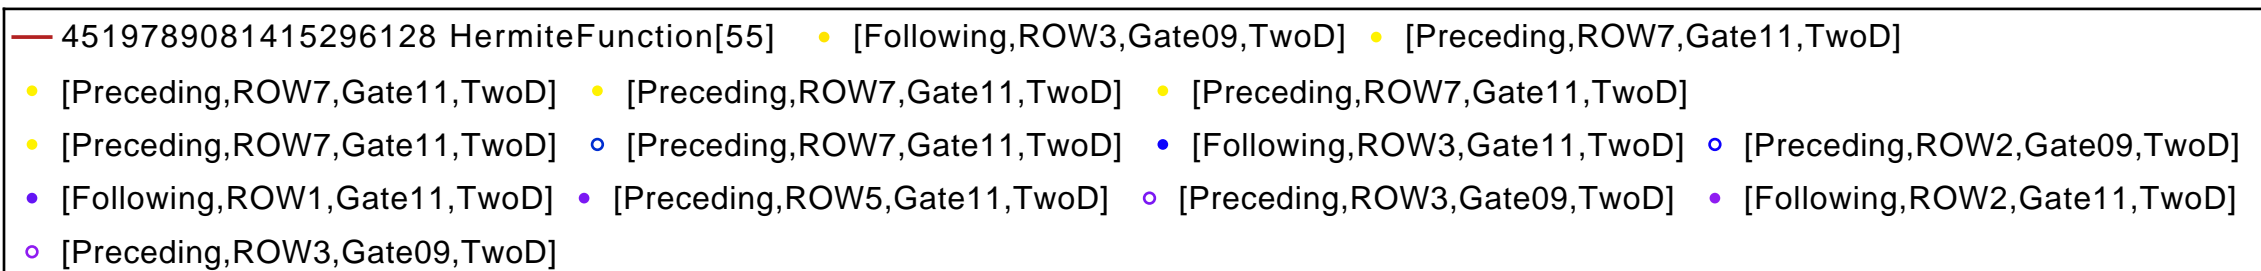 4519789081415296128 HermiteFunction[55] [Following,ROW3,Gate09,TwoD] [Preceding,ROW7,Gate11,TwoD]
[Preceding,ROW7,Gate11,TwoD] [Preceding,ROW7,Gate11,TwoD] [Preceding,ROW7,Gate11,TwoD]
[Preceding,ROW7,Gate11,TwoD] [Preceding,ROW7,Gate11,TwoD] [Following,ROW3,Gate11,TwoD] [Preceding,ROW2,Gate09,TwoD]
[Following,ROW1,Gate11,TwoD] [Preceding,ROW5,Gate11,TwoD] [Preceding,ROW3,Gate09,TwoD] [Following,ROW2,Gate11,TwoD]
[Preceding,ROW3,Gate09,TwoD]